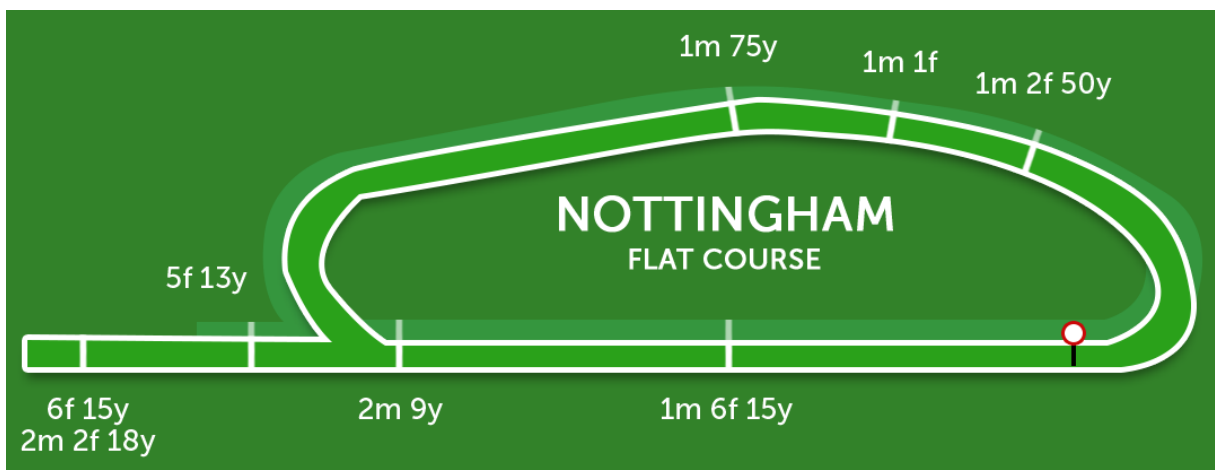 1m 75y
1m 1f
1m 2f 50y
NOTTINGHAM
FLAT COURSE
5f 13y
6f 15y
2m 2f 18y
2m 9y
1m 6f 15y